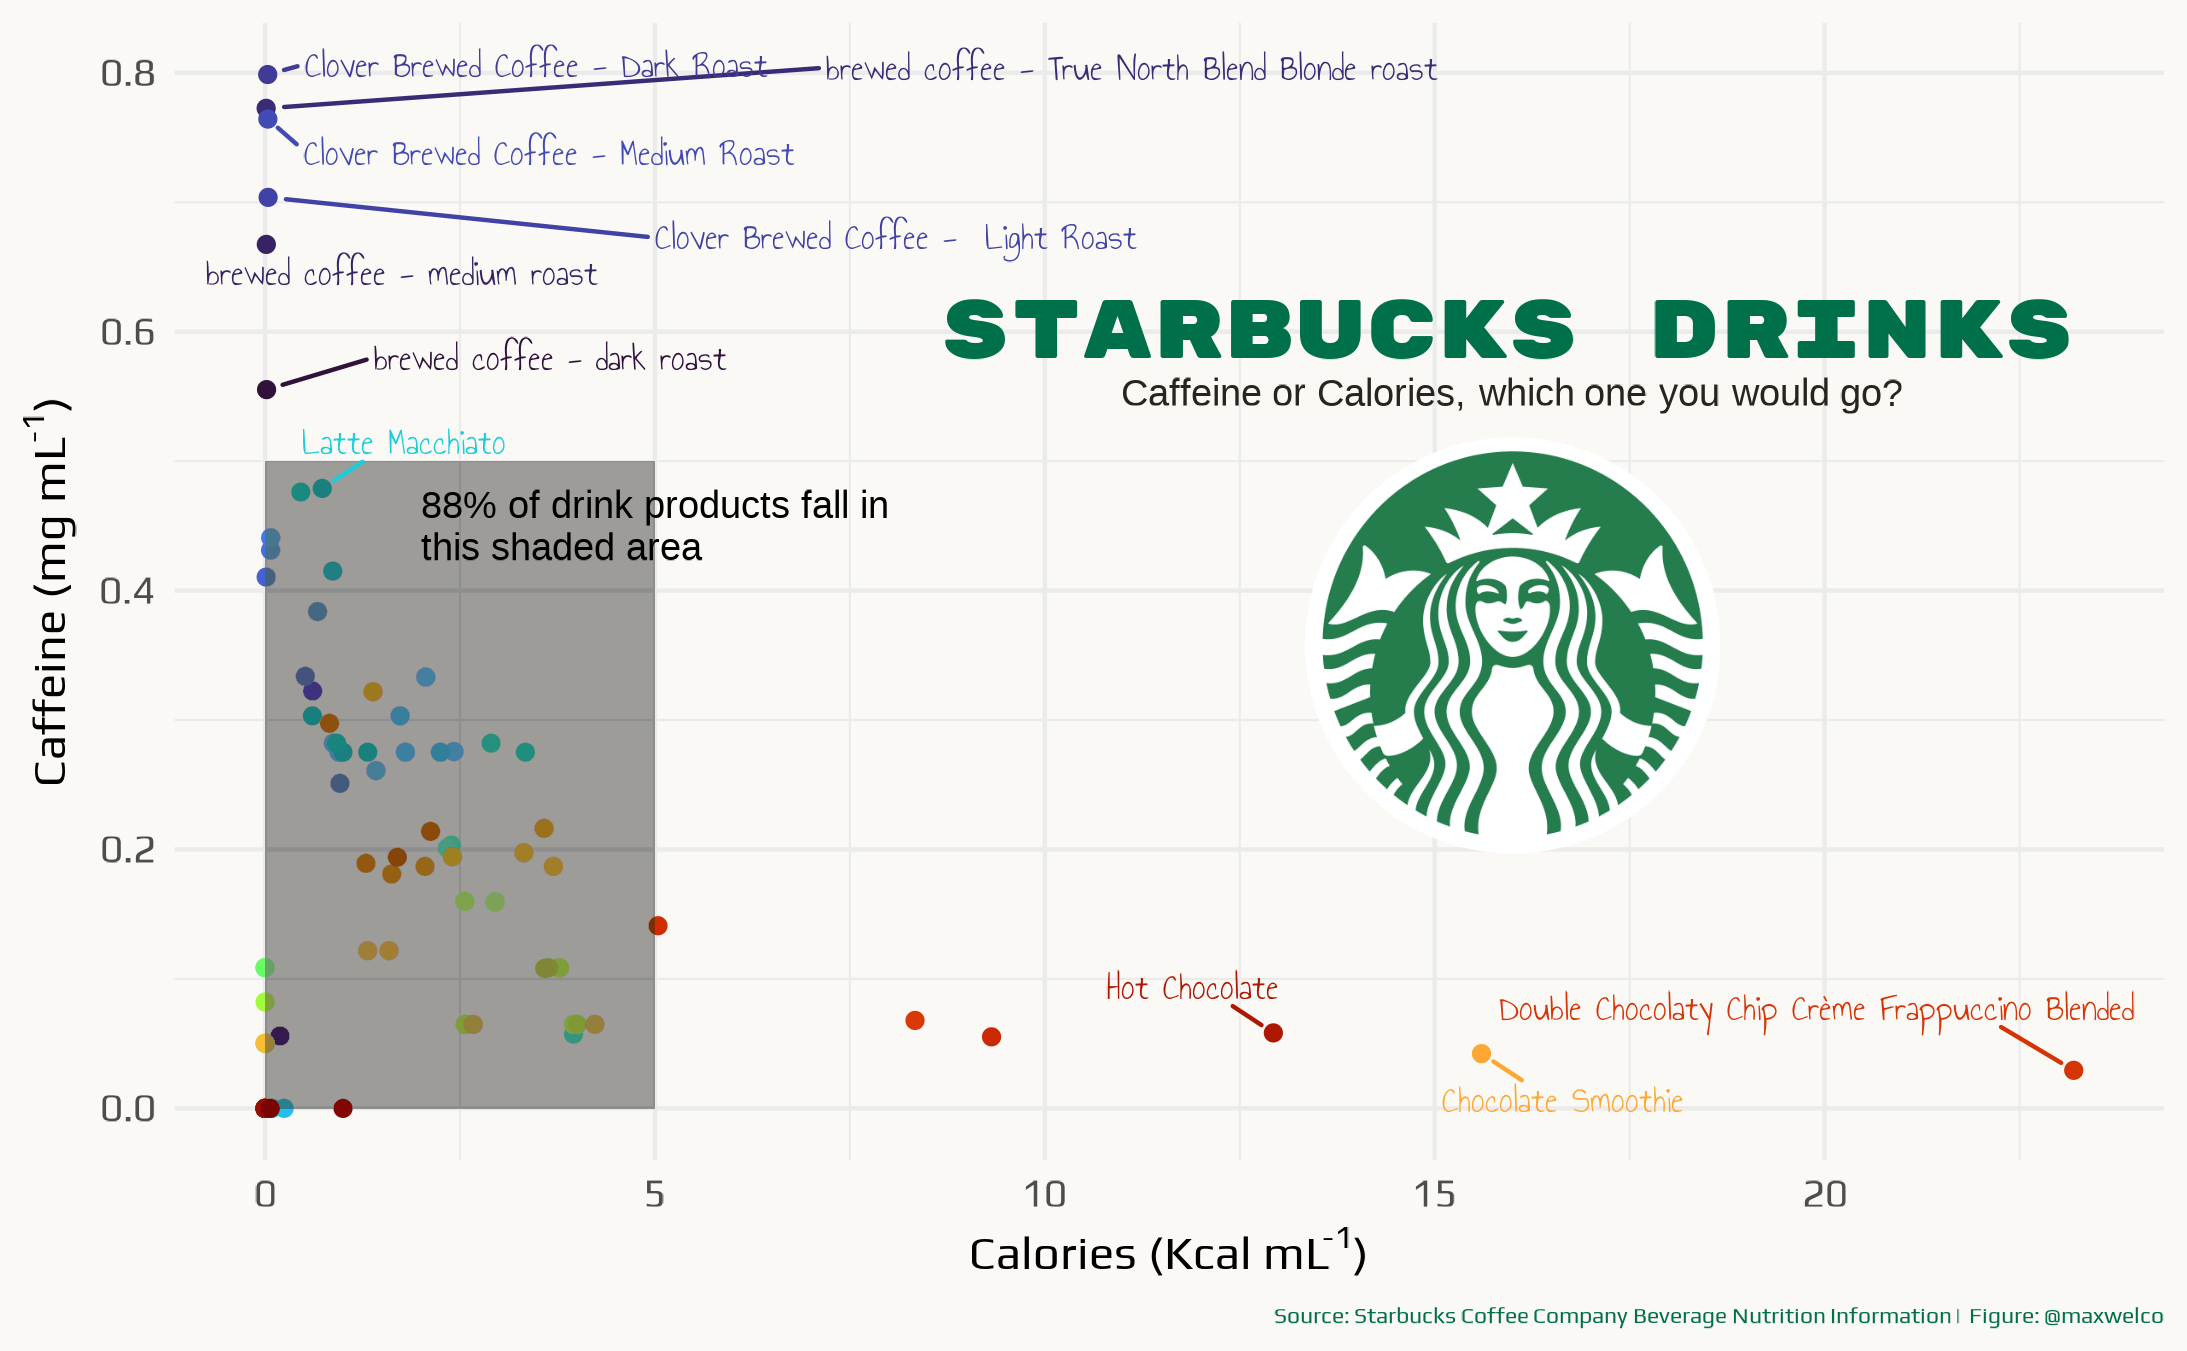 0.8
Clover Brewed Coffee - Dark Roast
brewed coffee - True North Blend Blonde roast
Clover Brewed Coffee - Medium Roast
Clover Brewed Coffee -  Light Roast
brewed coffee - medium roast
STARBUCKS DRINKS
0.6
brewed coffee - dark roast
Caffeine or Calories, which one you would go?
Latte Macchiato
88% of drink products fall in
this shaded area
0.4
Caffeine (mg mL⁻¹)
0.2
Hot Chocolate
Double Chocolaty Chip Crème Frappuccino Blended
Chocolate Smoothie
0.0
0 5 10 15 20
Calories (Kcal mL⁻¹)
Source: Starbucks Coffee Company Beverage Nutrition Information | Figure: @maxwelco